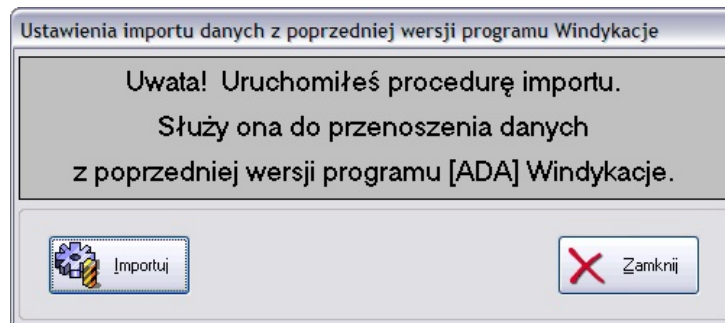 Ustawienia importu danych z poprzedniej wersji programu Windykacje
Uwata! Uruchomiłeś procedurę importu.
Służy ona do przenoszenia danych
z poprzedniej wersji programu [ADA] Windykacje.
Importuj
Zamknij